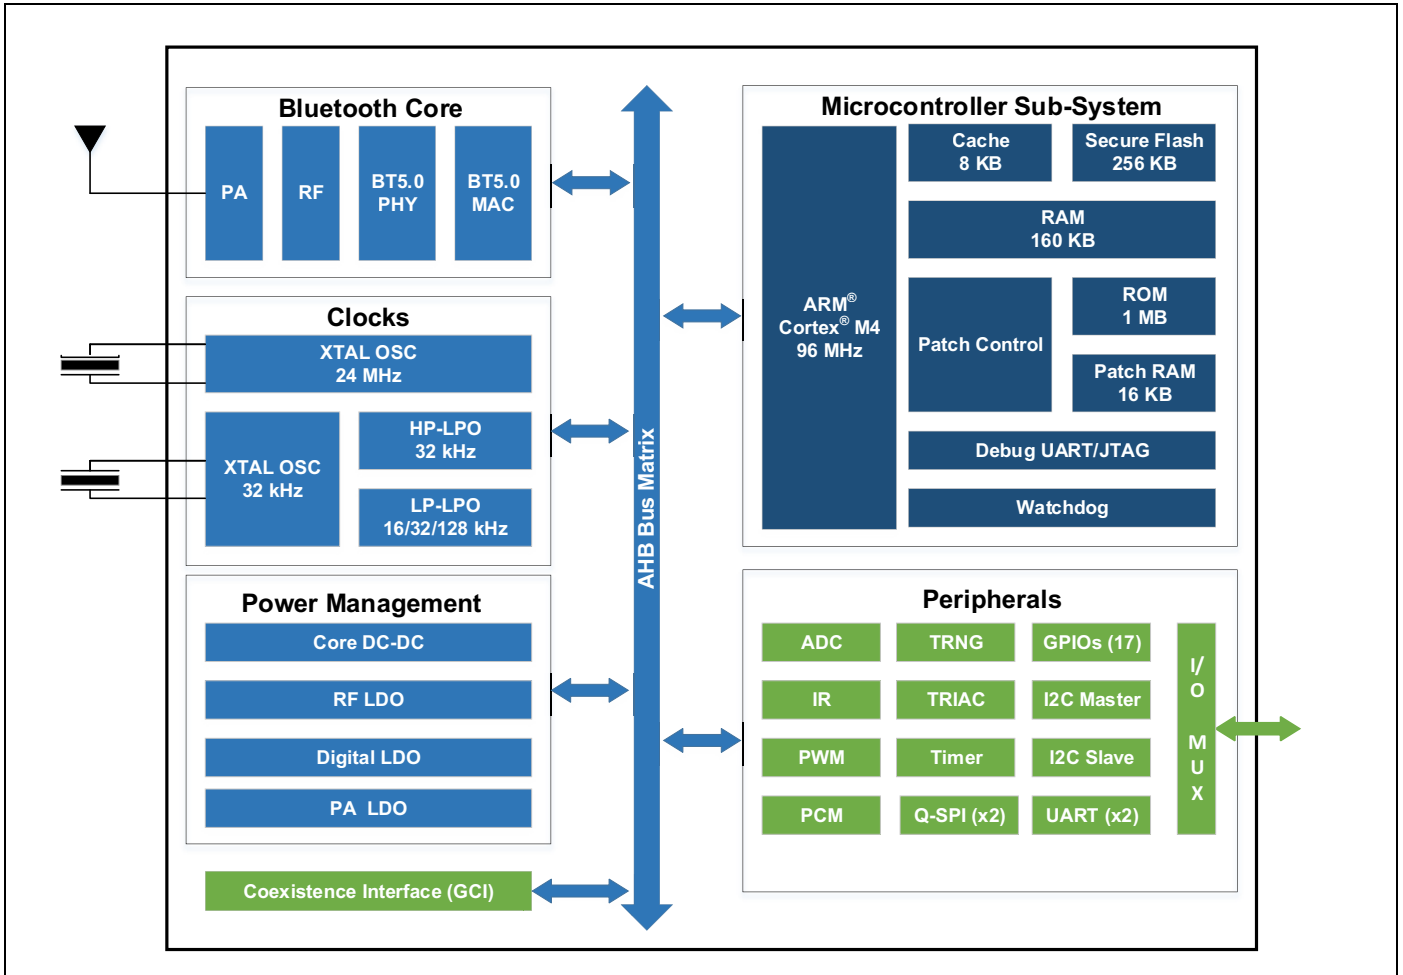 Bluetooth Core
PA
RF
BT5.0
PHY
BT5.0
MAC
Clocks
XTAL OSC
24 MHz
XTAL OSC
32 kHz
HP-LPO
32 kHz
LP-LPO
16/32/128 kHz
Power Management
Core DC-DC
RF LDO
Digital LDO
PA LDO
Coexistence Interface (GCI)
AHB Bus Matrix
Microcontroller Sub-System
ARM®
Cortex® M4
96 MHz
Cache
8 KB
Secure Flash
256 KB
RAM
160 KB
Patch Control
ROM
1 MB
Patch RAM
16 KB
Debug UART/JTAG
Watchdog
Peripherals
ADC
TRNG
GPIOs (17)
IR
TRIAC
I2C Master
PWM
Timer
I2C Slave
PCM
Q-SPI (x2)
UART (x2)
I/O MUX